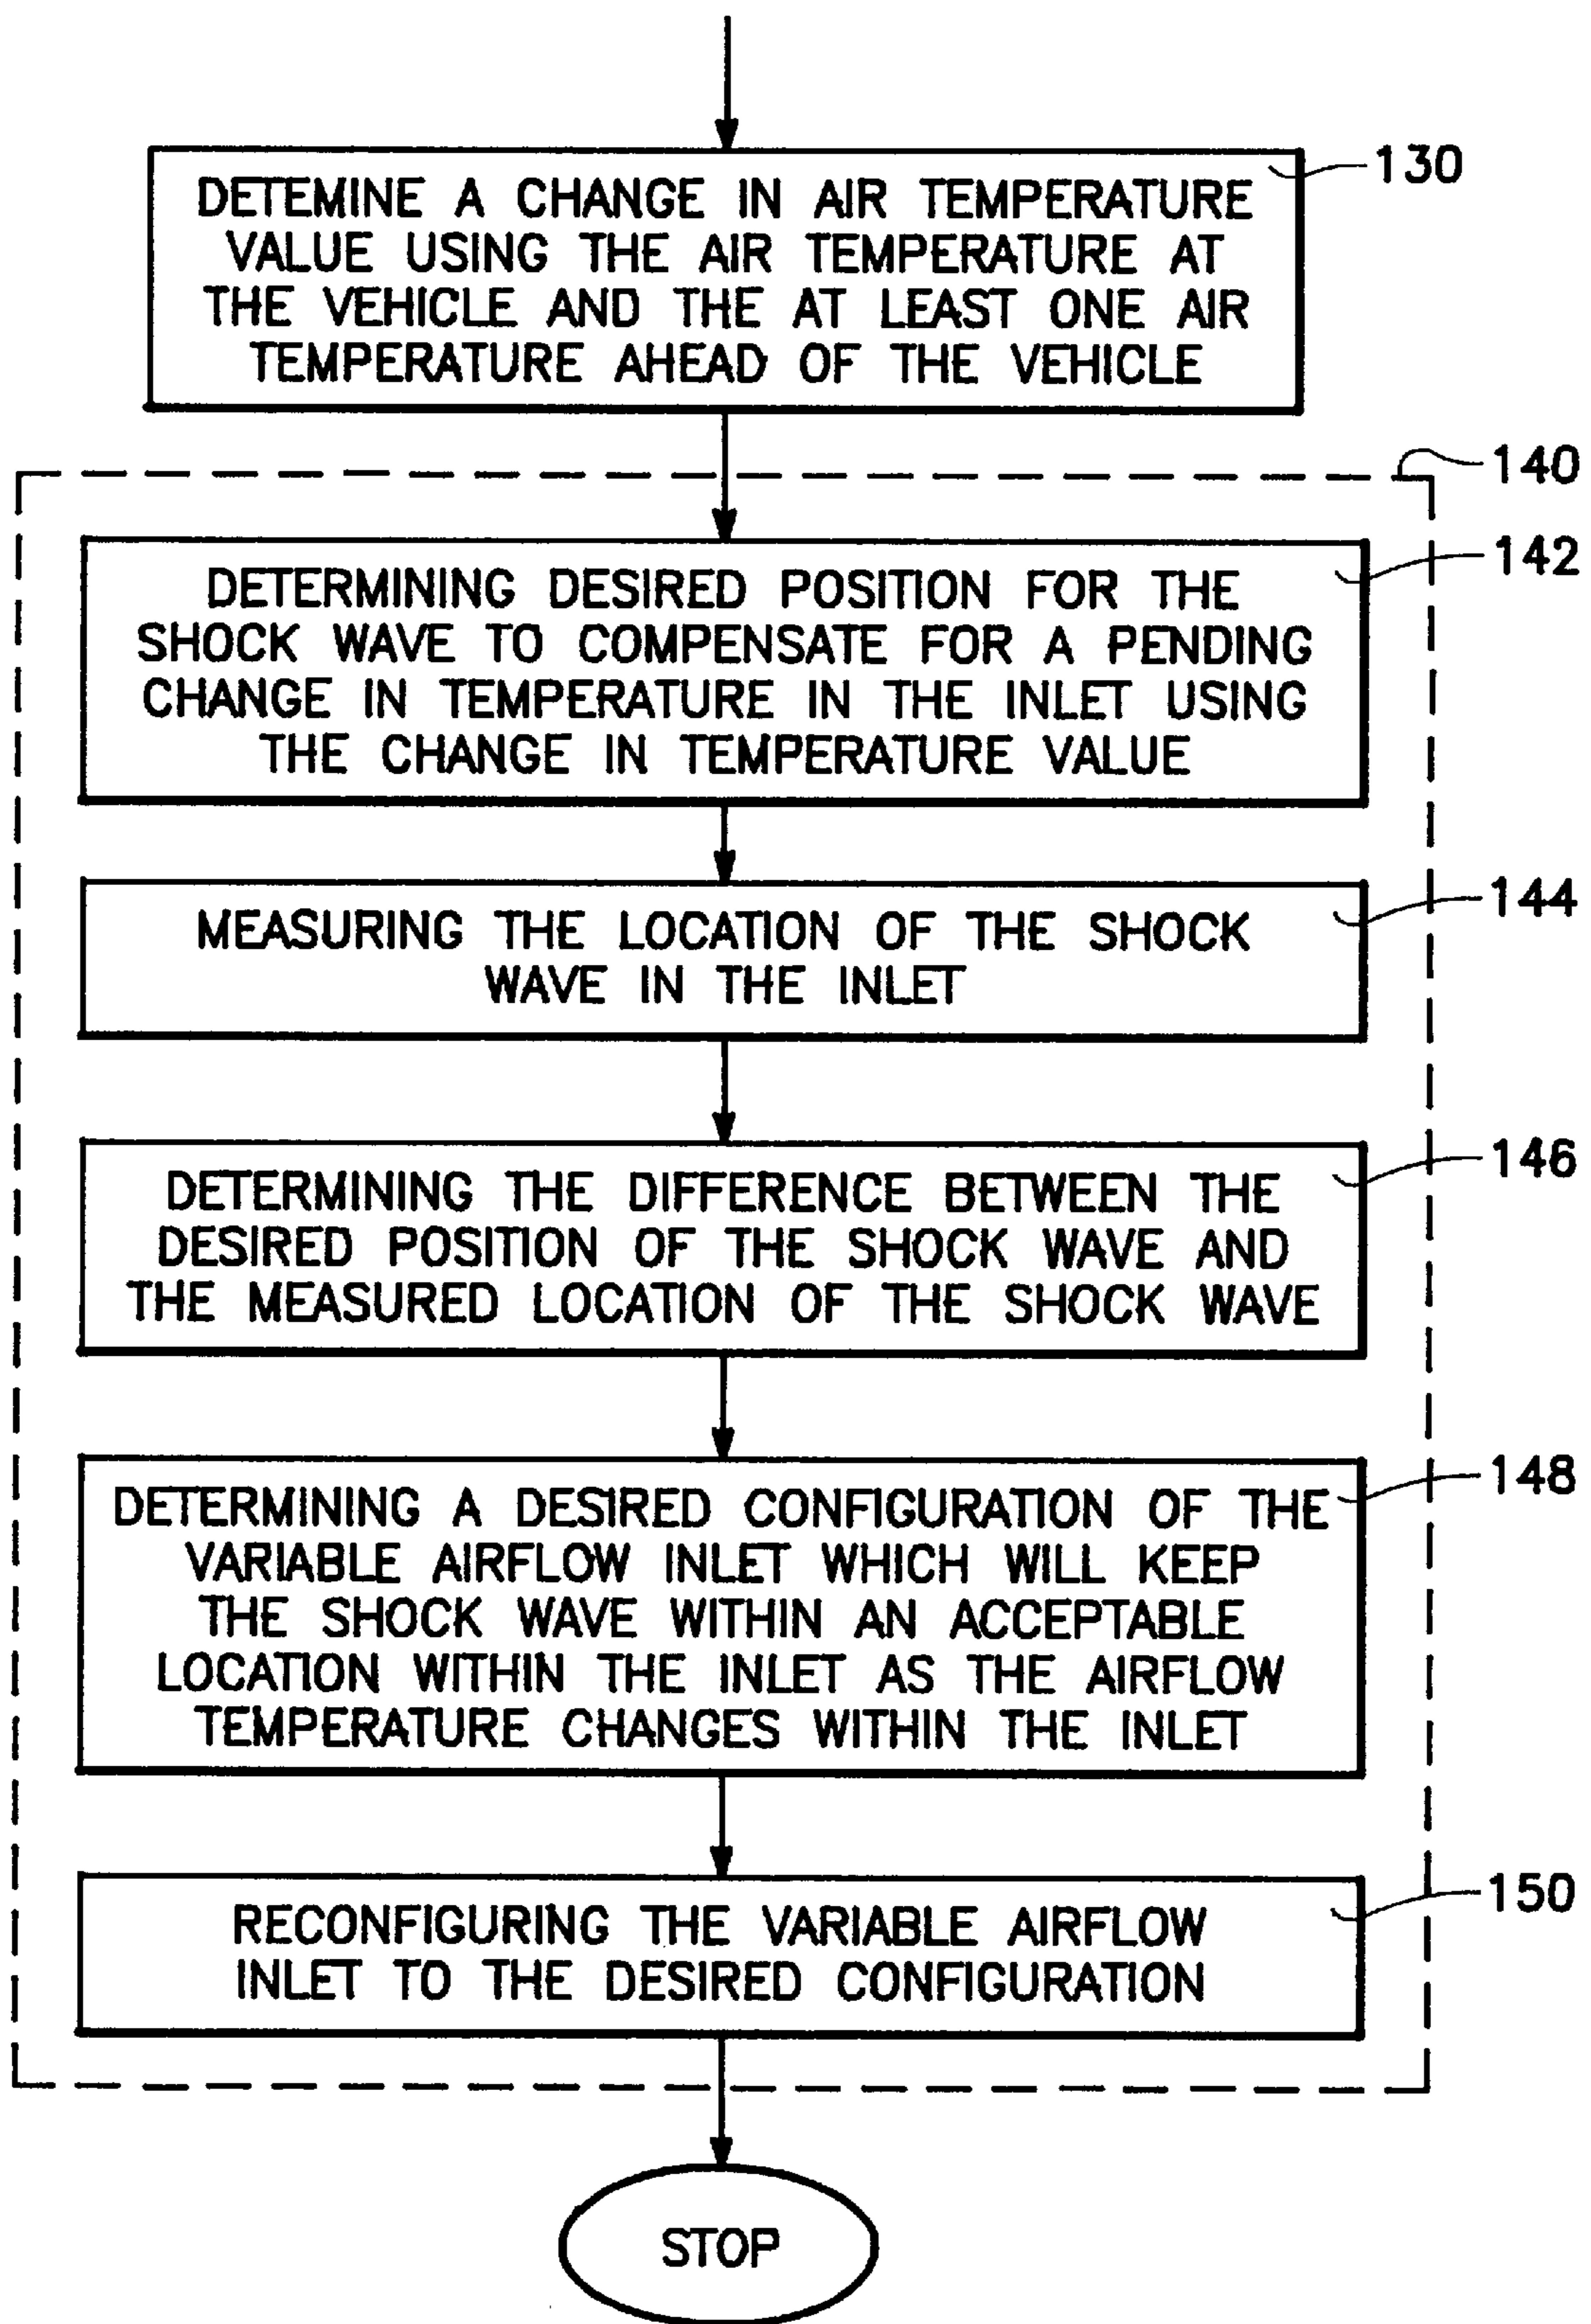 130
DETEMINE A CHANGE IN AIR TEMPERATURE
VALUE USING THE AIR TEMPERATURE AT
THE VEHICLE AND THE AT LEAST ONE AIR
TEMPERATURE AHEAD OF THE VEHICLE
140
142
DETERMINING DESIRED POSITION FOR THE
SHOCK WAVE TO COMPENSATE FOR A PENDING
CHANGE IN TEMPERATURE IN THE INLET USING
THE CHANGE IN TEMPERATURE VALUE
144
MEASURING THE LOCATION OF THE SHOCK
WAVE IN THE INLET
146
DETERMINING THE DIFFERENCE BETWEEN THE
DESIRED POSITION OF THE SHOCK WAVE AND
THE MEASURED LOCATION OF THE SHOCK WAVE
148
DETERMINING A DESIRED CONFIGURATION OF THE
VARIABLE AIRFLOW INLET WHICH WILL KEEP
THE SHOCK WAVE WITHIN AN ACCEPTABLE
LOCATION WITHIN THE INLET AS THE AIRFLOW
TEMPERATURE CHANGES WITHIN THE INLET
150
RECONFIGURING THE VARIABLE AIRFLOW
INLET TO THE DESIRED CONFIGURATION
STOP